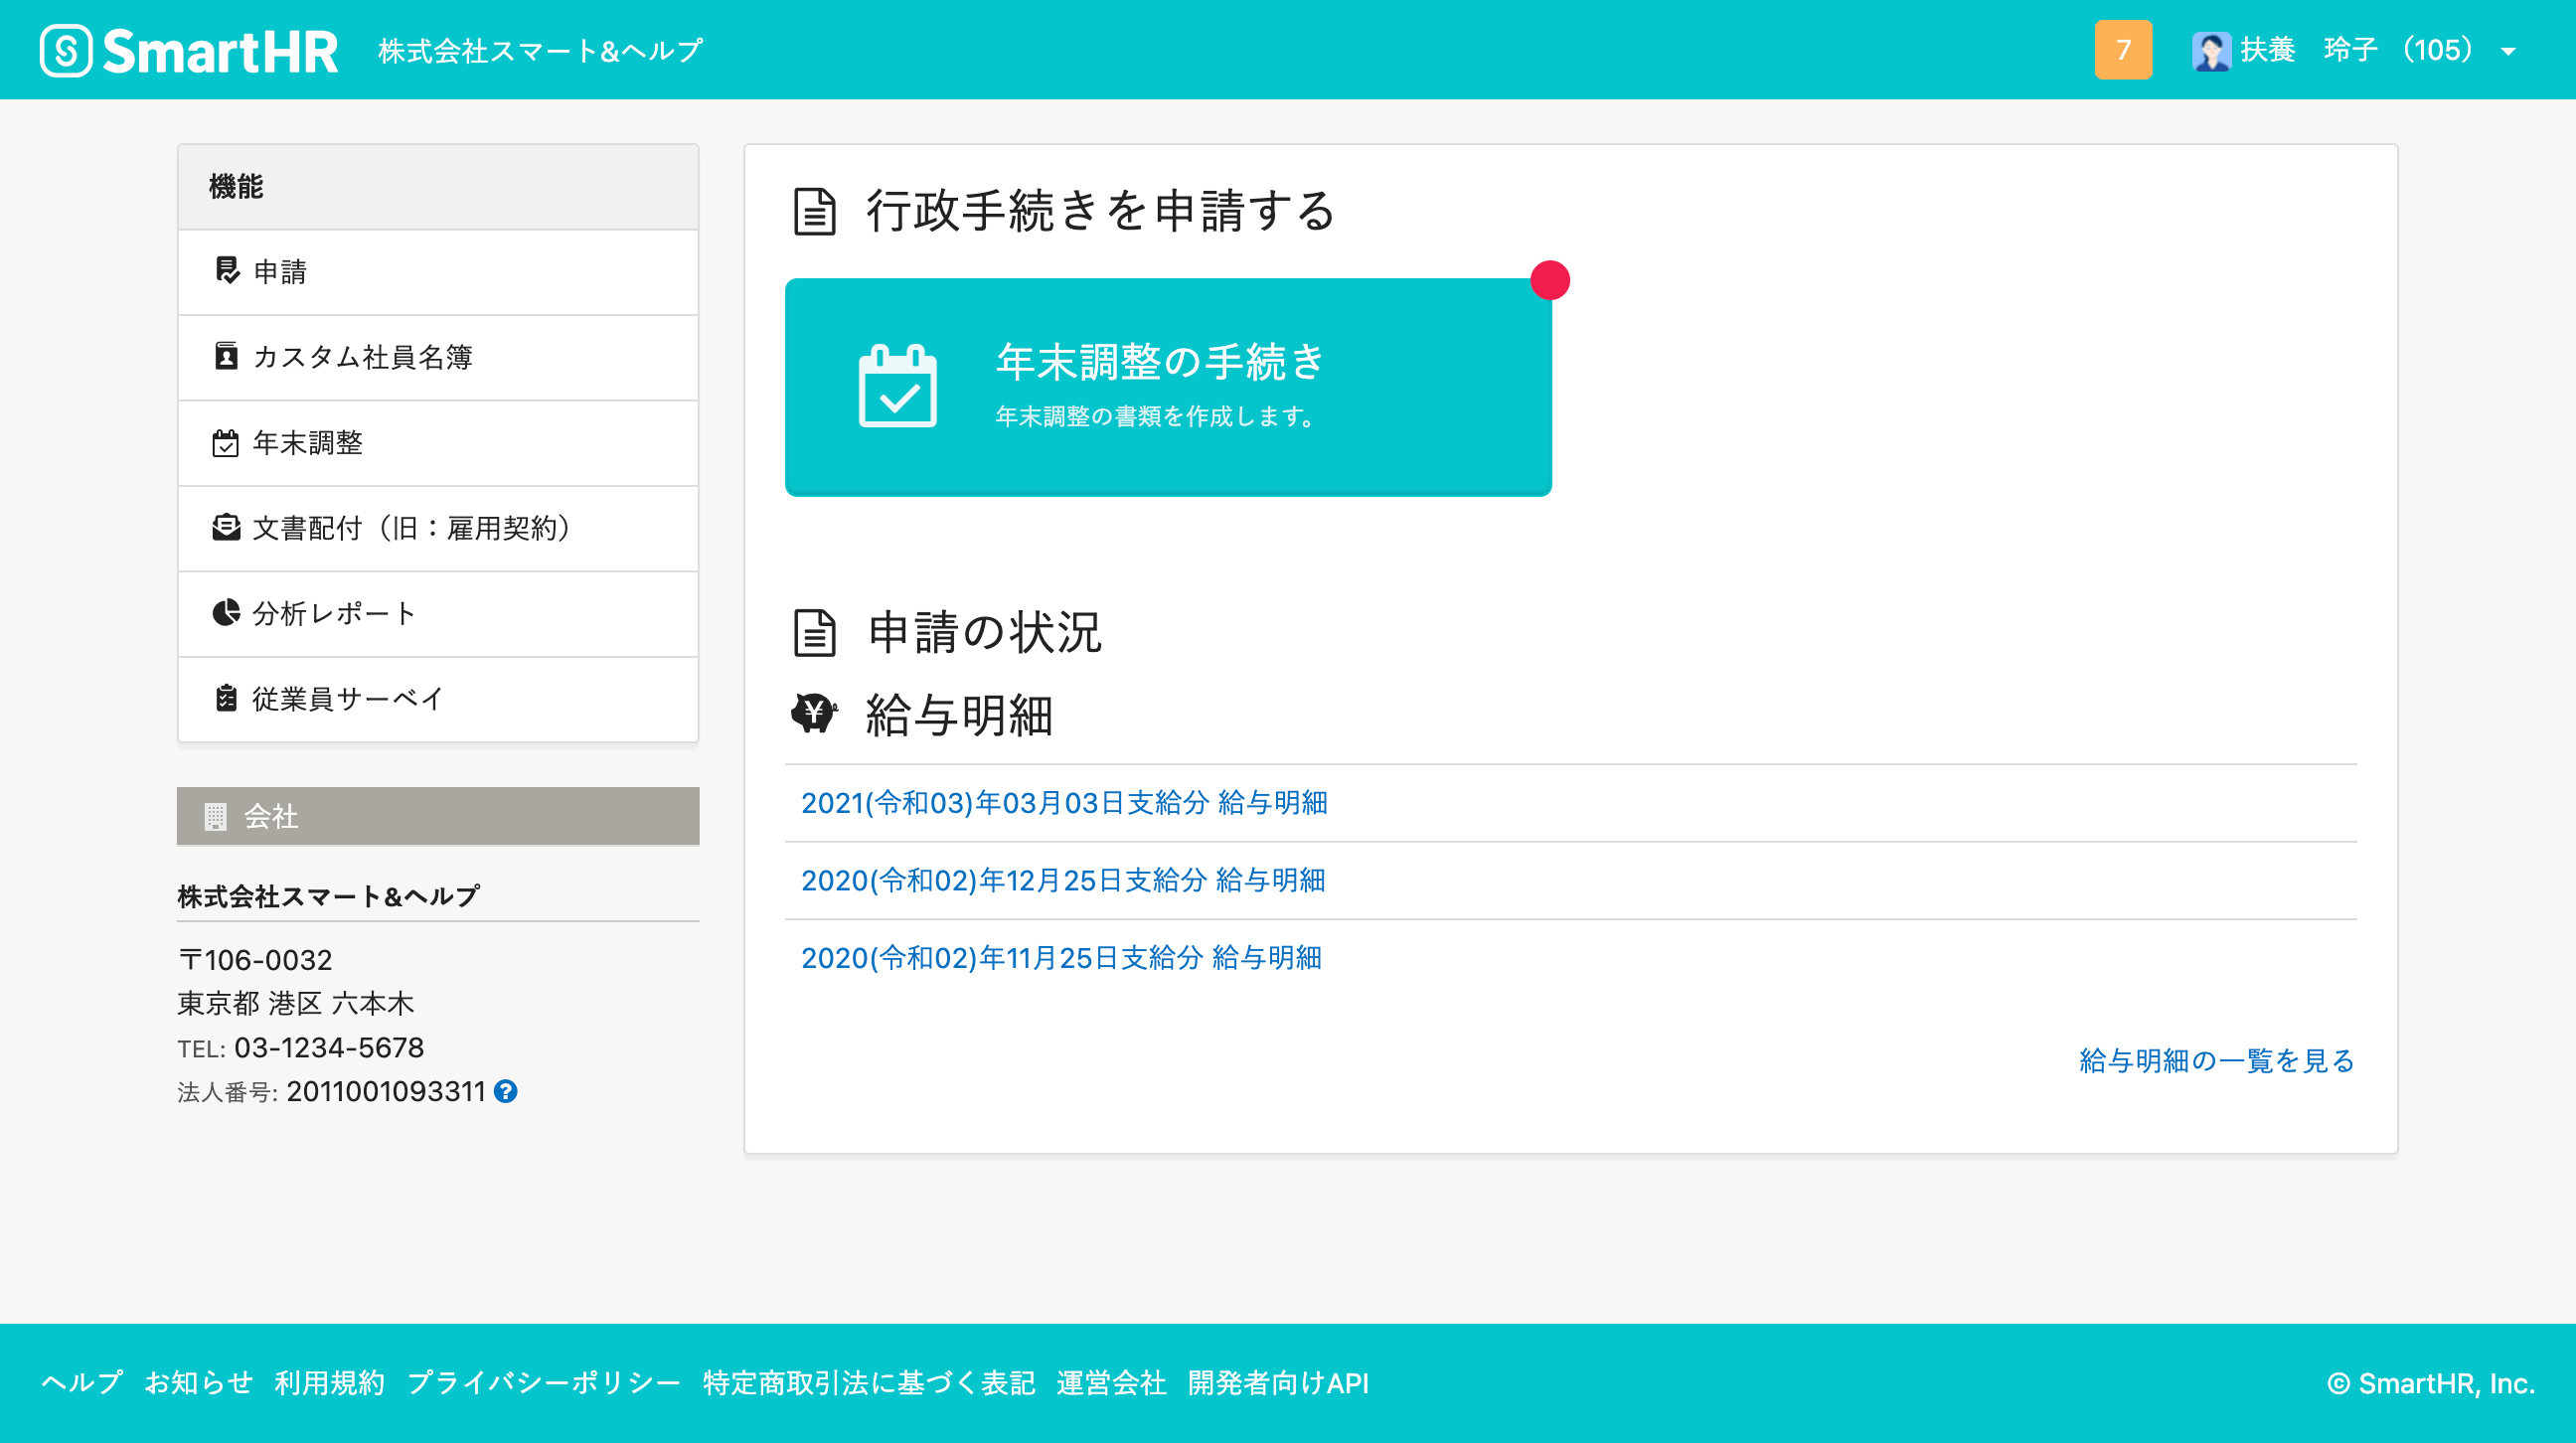 SmartHR 株式会社スマート&ヘルプ 7 扶養 玲子 （105）
機能
申請
カスタム社員名簿
年末調整
文書配付（旧：雇用契約）
分析レポート
従業員サーベイ
会社
株式会社スマート&ヘルプ
〒106-0032
東京都 港区 六本木
TEL: 03-1234-5678
法人番号: 2011001093311 ?
行政手続きを申請する
年末調整の手続き
年末調整の書類を作成します。
申請の状況
給与明細
2021(令和03)年03月03日支給分 給与明細
2020(令和02)年12月25日支給分 給与明細
2020(令和02)年11月25日支給分 給与明細
給与明細の一覧を見る
ヘルプ お知らせ 利用規約 プライバシーポリシー 特定商取引法に基づく表記 運営会社 開発者向けAPI © SmartHR, Inc.